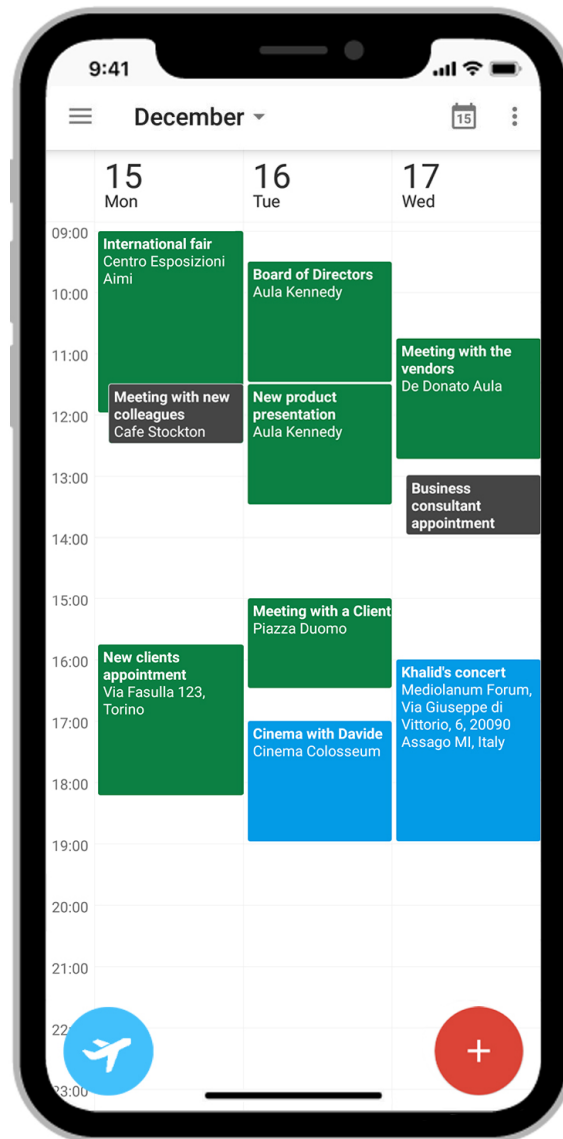 9:41
December
15
15
Mon
16
Tue
17
Wed
09:00
10:00
11:00
12:00
13:00
14:00
15:00
16:00
17:00
18:00
19:00
20:00
21:00
22:
23:00
International fair
Centro Esposizioni
Aimi
Meeting with new
colleagues
Cafe Stockton
New clients
appointment
Via Fasulla 123,
Torino
Board of Directors
Aula Kennedy
New product
presentation
Aula Kennedy
Meeting with a Client
Piazza Duomo
Cinema with Davide
Cinema Colosseum
Meeting with the
vendors
De Donato Aula
Business
consultant
appointment
Khalid's concert
Mediolanum Forum,
Via Giuseppe di
Vittorio, 6, 20090
Assago MI, Italy